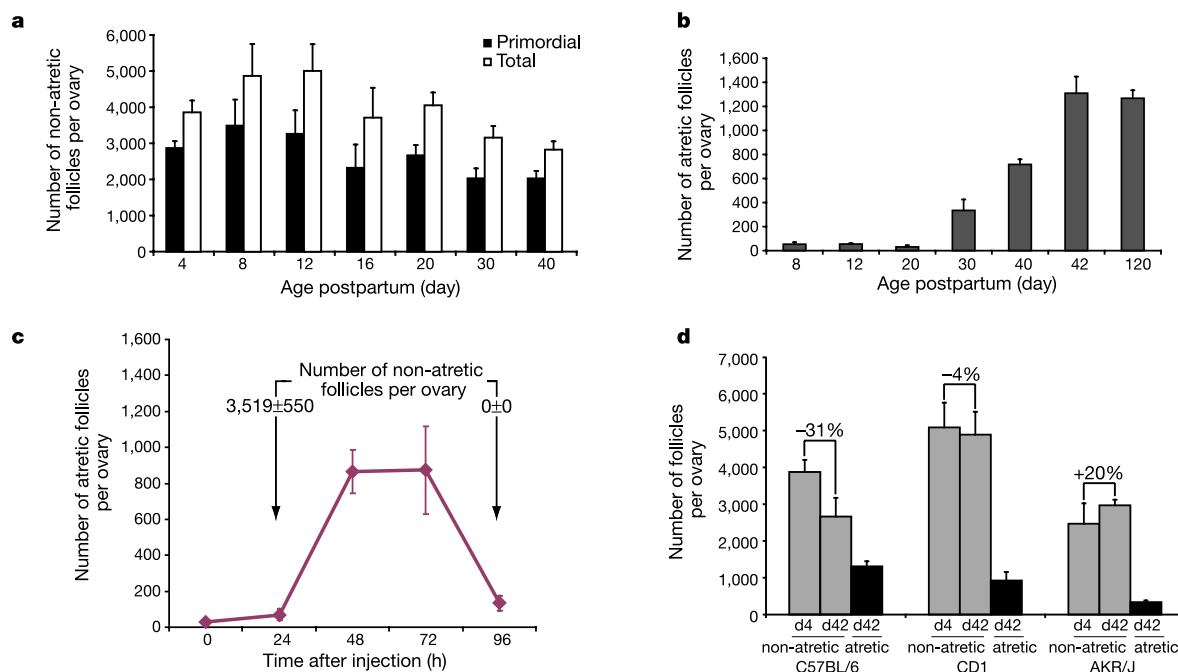 a
Number of non-atretic
follicles per ovary
6,000
5,000
4,000
3,000
2,000
1,000
0
Primordial
Total
4 8 12 16 20 30 40
Age postpartum (day)
b
Number of atretic follicles
per ovary
1,600
1,400
1,200
1,000
800
600
400
200
0
8 12 20 30 40 42 120
Age postpartum (day)
c
Number of atretic follicles
per ovary
1,600
1,400
1,200
1,000
800
600
400
200
0
Number of non-atretic
follicles per ovary
3,519±550 0±0
0 24 48 72 96
Time after injection (h)
d
Number of follicles
per ovary
7,000
6,000
5,000
4,000
3,000
2,000
1,000
0
–31%
–4%
+20%
d4 d42 d42 d4 d42 d42 d4 d42 d42
non-atretic atretic non-atretic atretic non-atretic atretic
C57BL/6 CD1 AKR/J